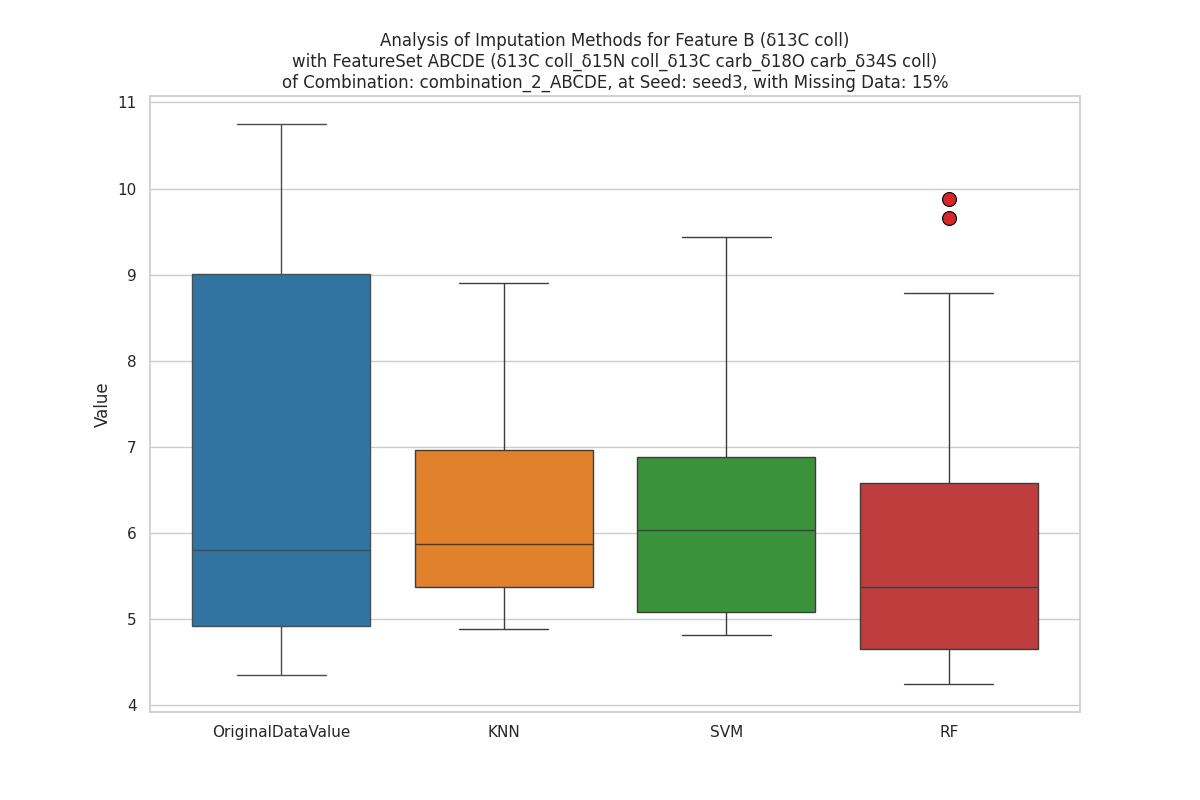 Analysis of Imputation Methods for Feature B (δ13C coll)
with FeatureSet ABCDE (δ13C coll_δ15N coll_δ13C carb_δ18O carb_δ34S coll)
of Combination: combination_2_ABCDE, at Seed: seed3, with Missing Data: 15%
11
10
9
8
7
6
5
4
Value
OriginalDataValue
KNN
SVM
RF